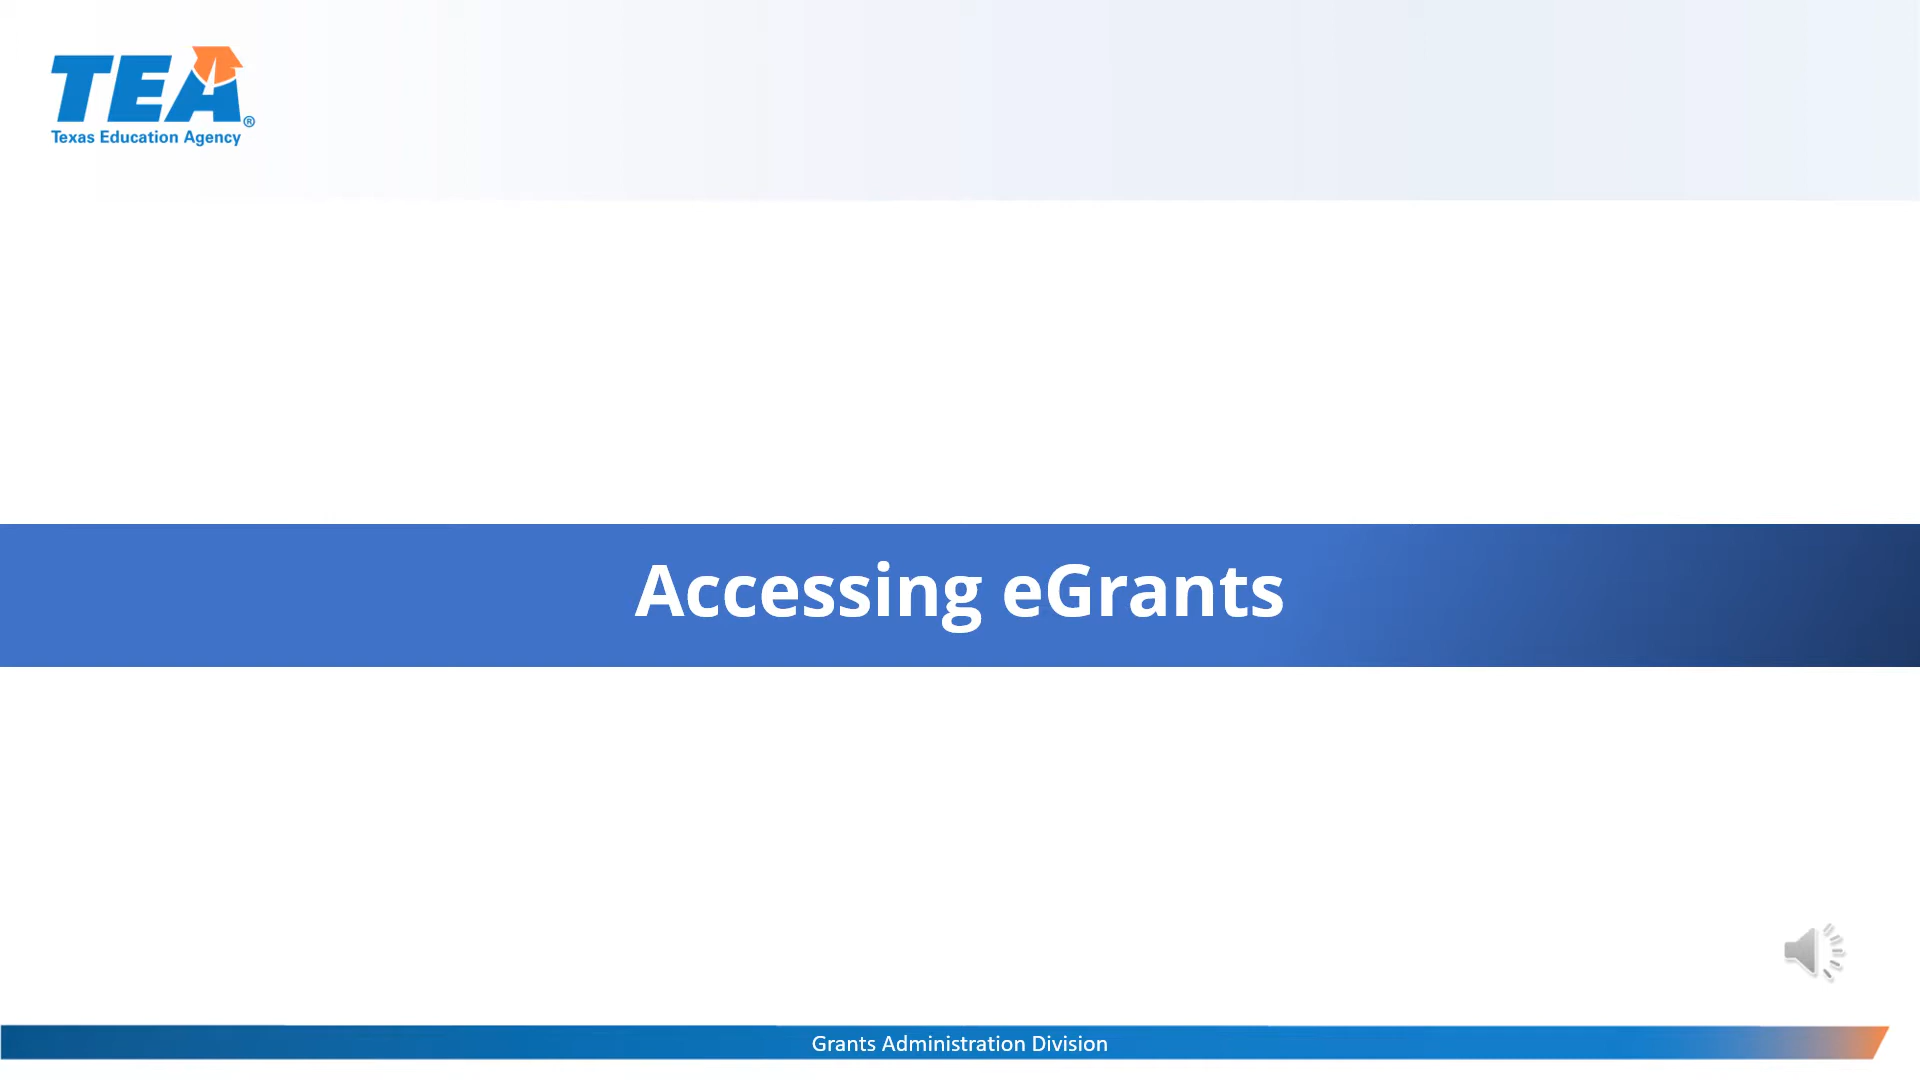 TEA®
Texas Education Agency
Accessing eGrants
Grants Administration Division